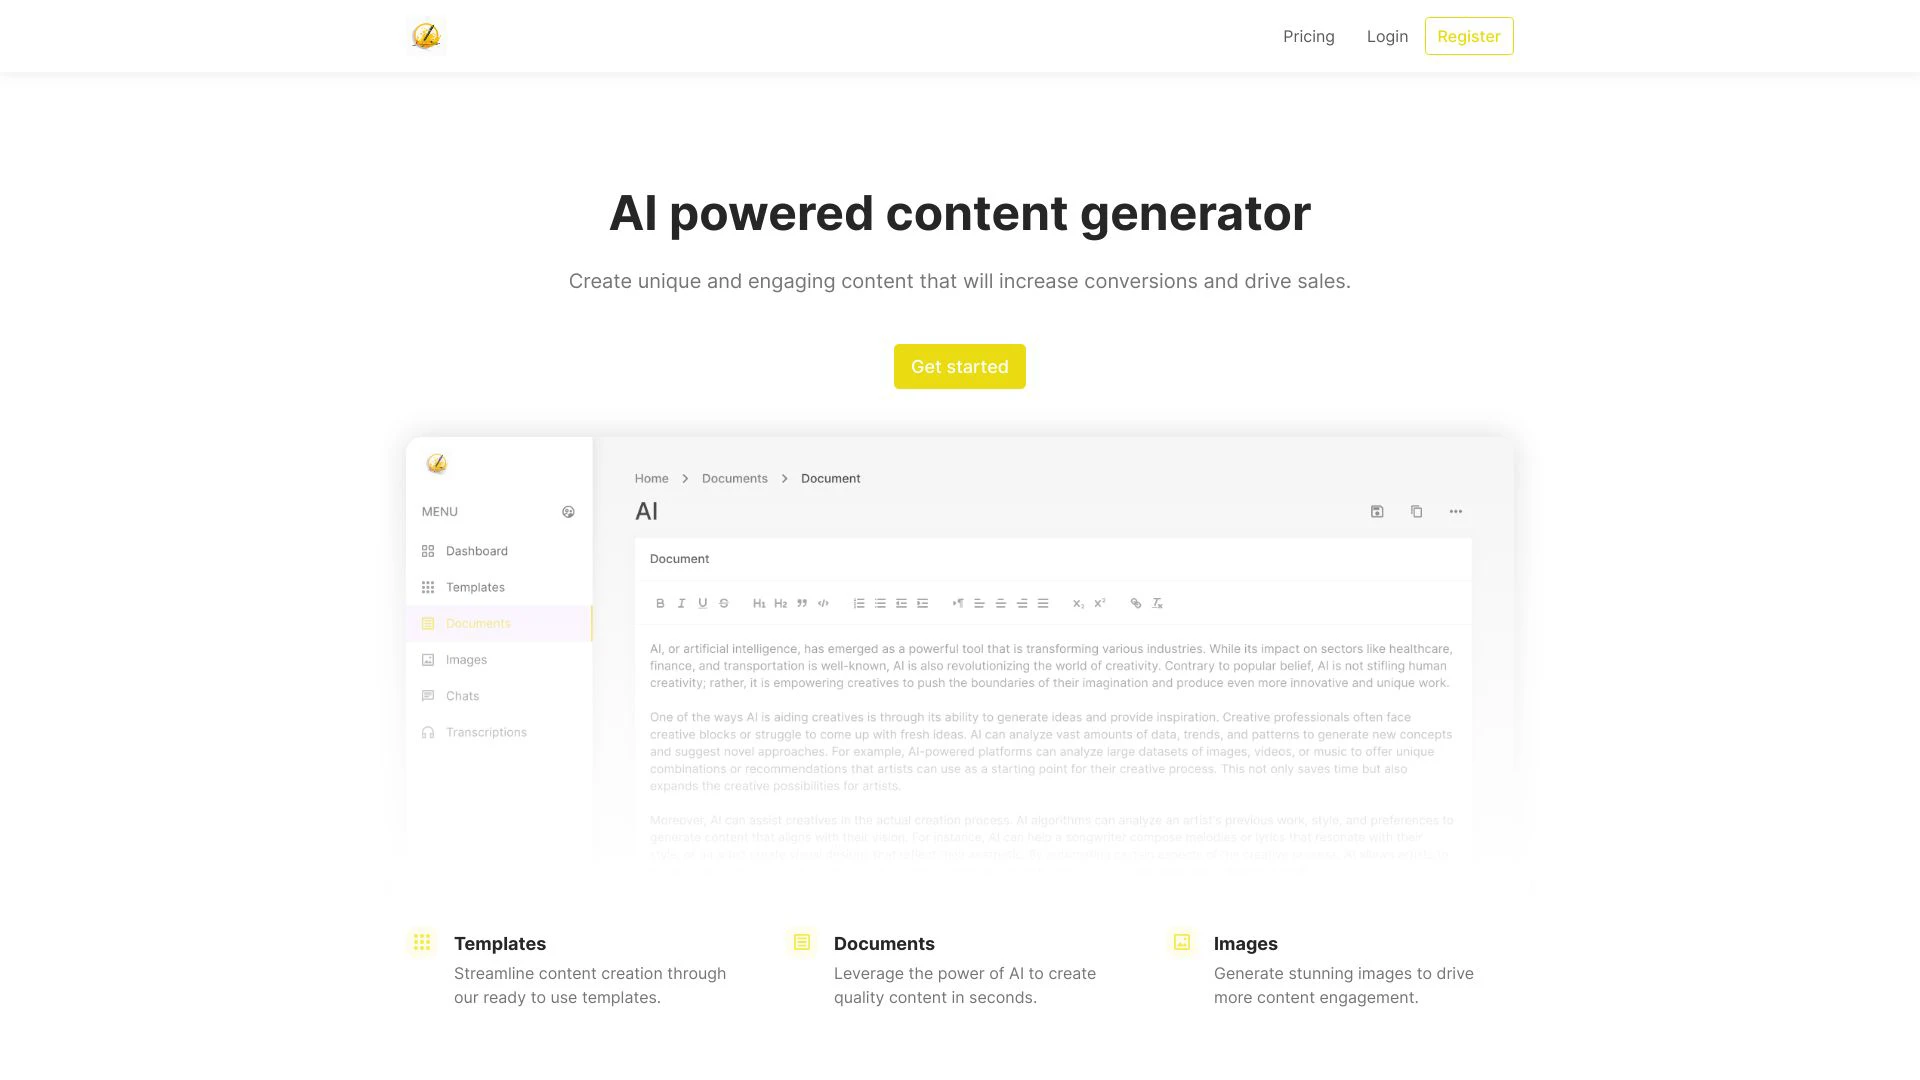 Pricing
Login
Register
AI powered content generator
Create unique and engaging content that will increase conversions and drive sales.
Get started
Home
Documents
Document
MENU
AI
Dashboard
Document
Templates
B I U S H1 H2 ” </> X₂ X²
Documents
Images
Chats
Transcriptions
AI, or artificial intelligence, has emerged as a powerful tool that is transforming various industries. While its impact on sectors like healthcare,
finance, and transportation is well-known, AI is also revolutionizing the world of creativity. Contrary to popular belief, AI is not stifling human
creativity; rather, it is empowering creatives to push the boundaries of their imagination and produce even more innovative and unique work.
One of the ways AI is aiding creatives is through its ability to generate ideas and provide inspiration. Creative professionals often face
creative blocks or struggle to come up with fresh ideas. AI can analyze vast amounts of data, trends, and patterns to generate new concepts
and suggest novel approaches. For example, AI-powered platforms can analyze large datasets of images, videos, or music to offer unique
combinations or recommendations that artists can use as a starting point for their creative process. This not only saves time but also
expands the creative possibilities for artists.
Moreover, AI can assist creatives in the actual creation process. AI algorithms can analyze an artist's previous work, style, and preferences to
generate content that aligns with their vision. For instance, AI can help a songwriter compose melodies or lyrics that resonate with their
Templates
Streamline content creation through
our ready to use templates.
Documents
Leverage the power of AI to create
quality content in seconds.
Images
Generate stunning images to drive
more content engagement.